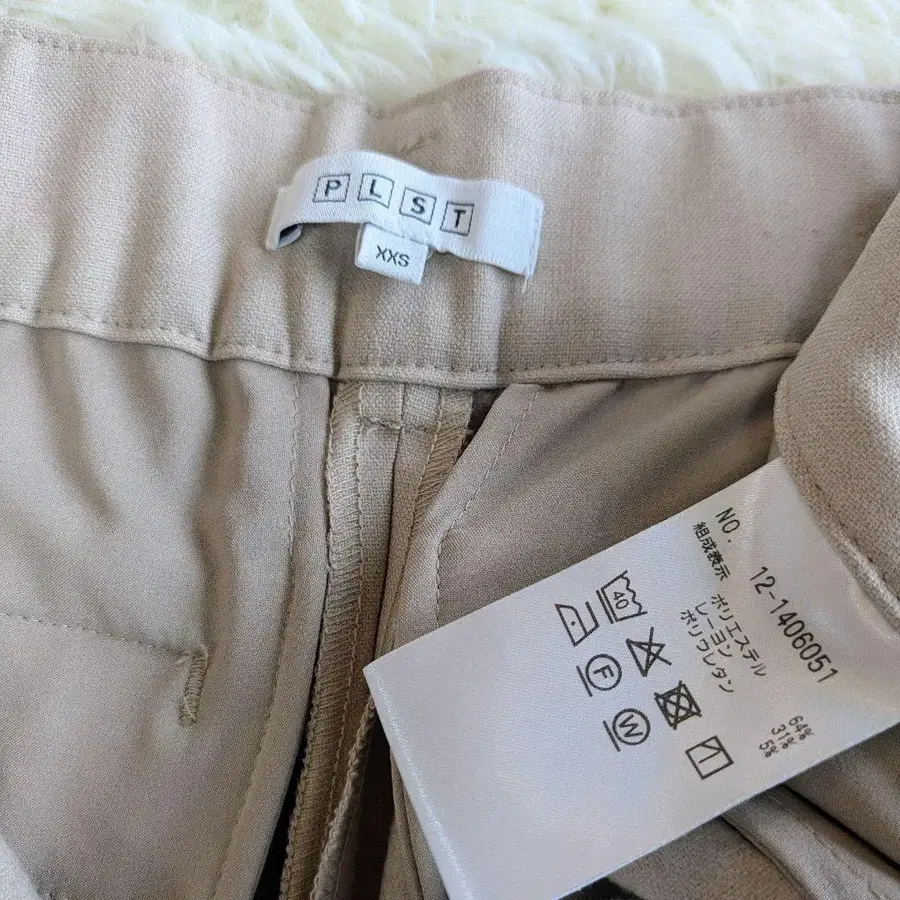 PLST
XXS
NO. 12-1406051
組成表示 ポリエステル 64%
レーヨン 31%
ポリウレタン 5%
40
F
W